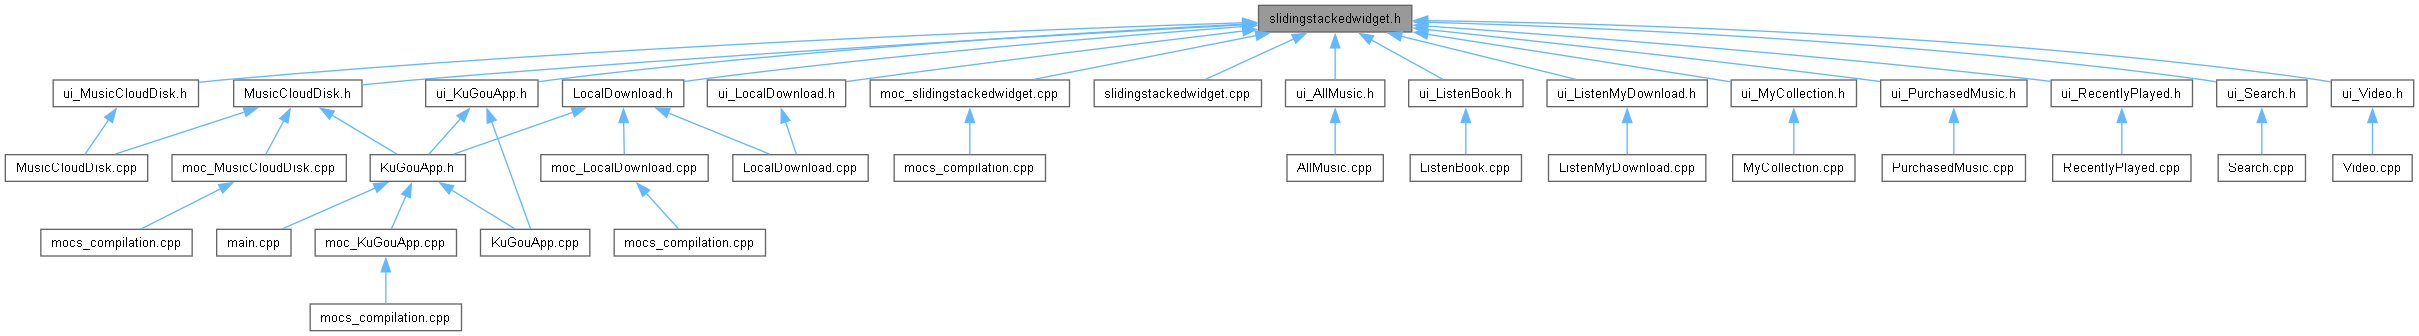 slidingstackedwidget.h
ui_MusicCloudDisk.h
MusicCloudDisk.h
ui_KuGouApp.h
LocalDownload.h
ui_LocalDownload.h
moc_slidingstackedwidget.cpp
slidingstackedwidget.cpp
ui_AllMusic.h
ui_ListenBook.h
ui_ListenMyDownload.h
ui_MyCollection.h
ui_PurchasedMusic.h
ui_RecentlyPlayed.h
ui_Search.h
ui_Video.h
MusicCloudDisk.cpp
moc_MusicCloudDisk.cpp
KuGouApp.h
moc_LocalDownload.cpp
LocalDownload.cpp
mocs_compilation.cpp
AllMusic.cpp
ListenBook.cpp
ListenMyDownload.cpp
MyCollection.cpp
PurchasedMusic.cpp
RecentlyPlayed.cpp
Search.cpp
Video.cpp
mocs_compilation.cpp
main.cpp
moc_KuGouApp.cpp
KuGouApp.cpp
mocs_compilation.cpp
mocs_compilation.cpp